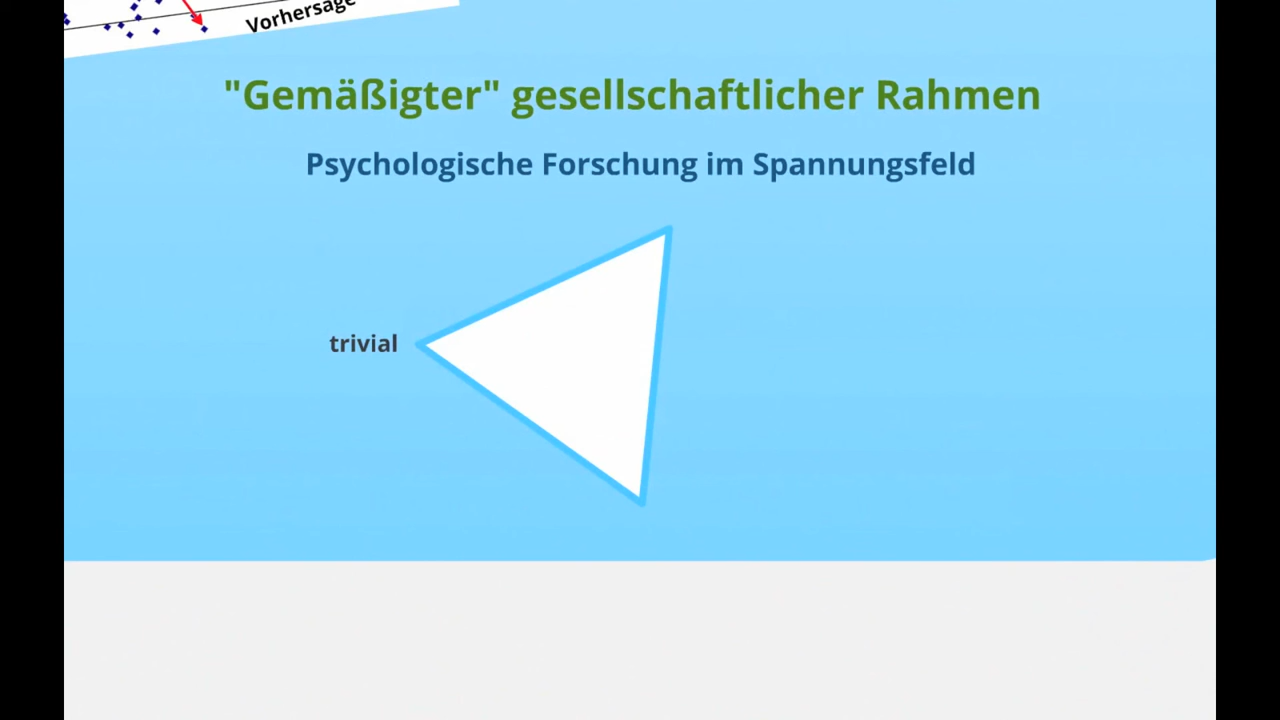 Vorhersage
"Gemäßigter" gesellschaftlicher Rahmen
Psychologische Forschung im Spannungsfeld
trivial